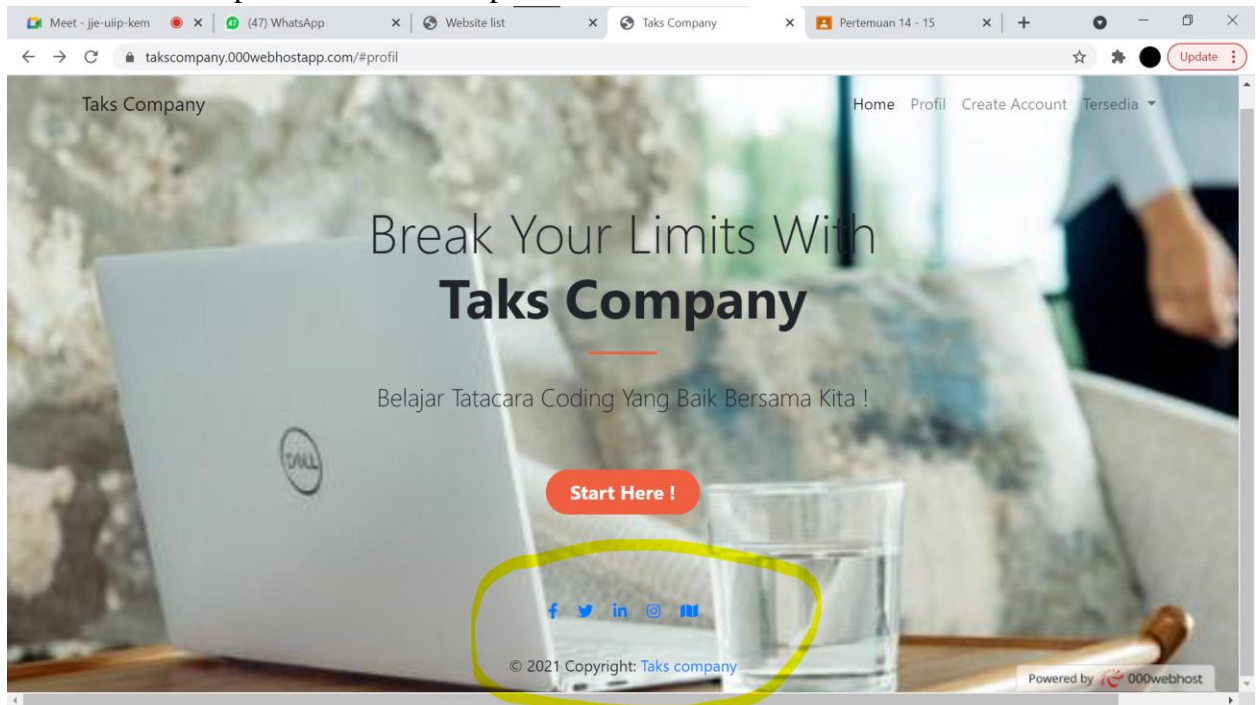 Meet - jje-uiip-kem
(47) WhatsApp
Website list
Taks Company
Pertemuan 14 - 15
takscompany.000webhostapp.com/#profil
Update
Taks Company
Home Profil Create Account Tersedia
Break Your Limits With
Taks Company
Belajar Tatacara Coding Yang Baik Bersama Kita !
DELL
Start Here !
© 2021 Copyright: Taks company
Powered by 000webhost